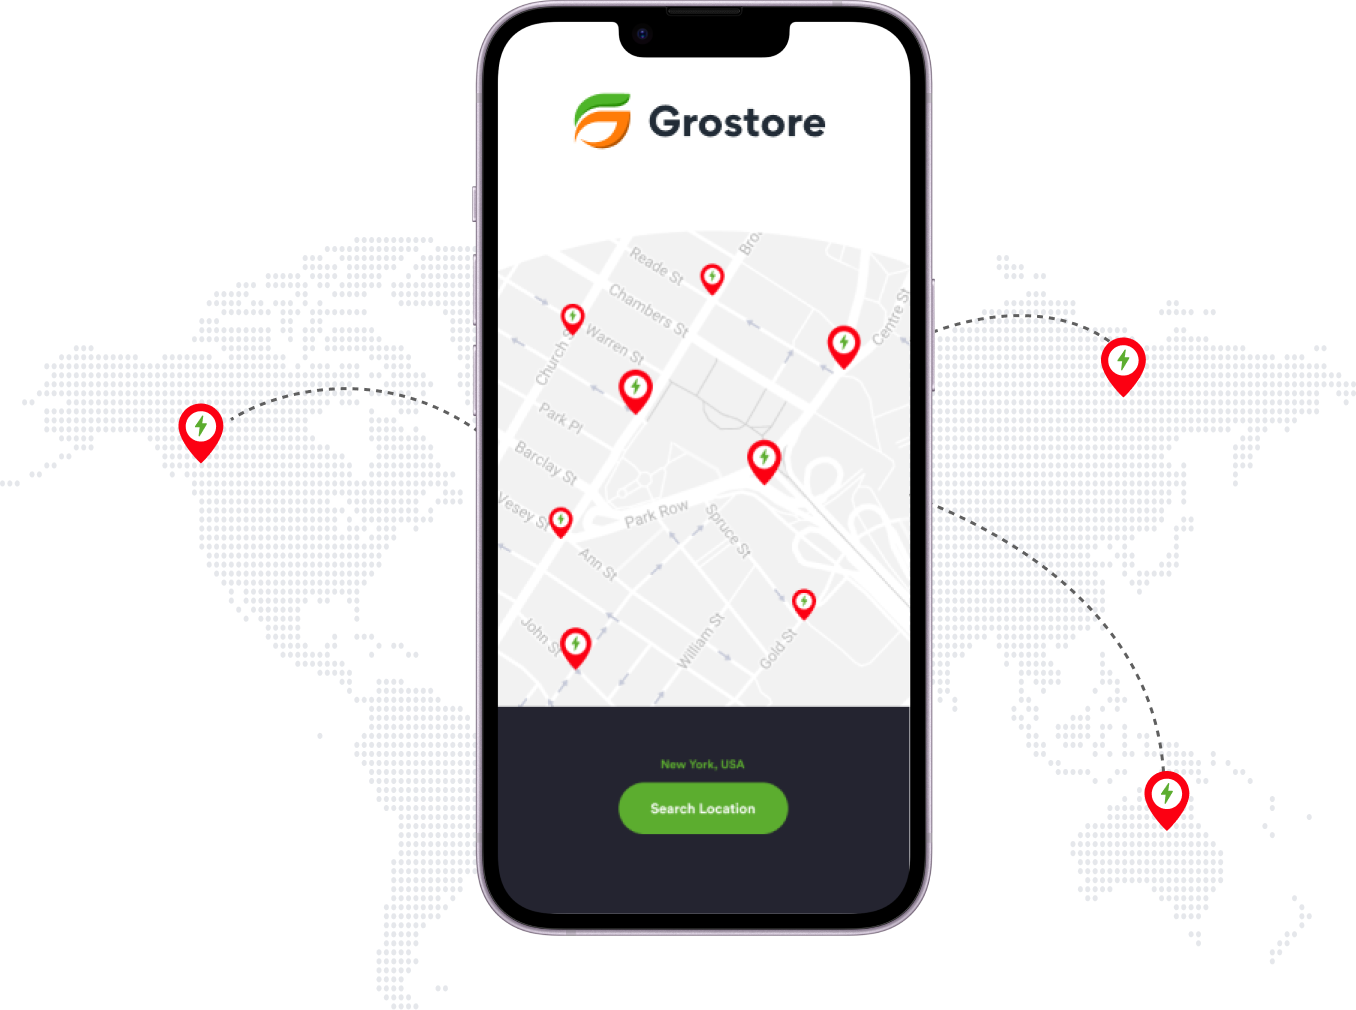 Grostore
Bro
Reade St
Chambers St
Centre St
Warren St
Church S
Park Pl
Barclay St
Vesey St
Park Row
Spruce St
Ann St
John St
William St
Gold St
New York, USA
Search Location